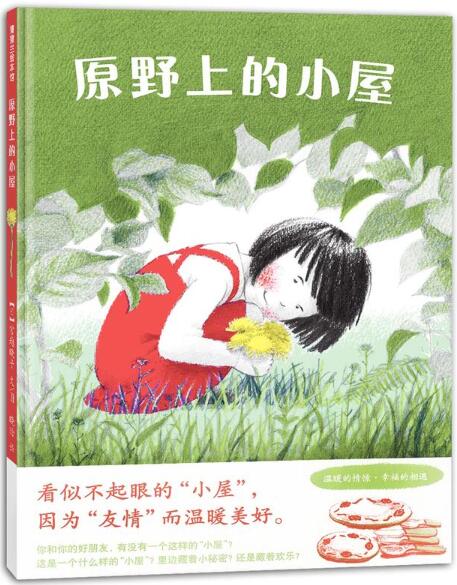 原野上的小屋
原野上的小屋
温暖的情谊·幸福的相遇
看似不起眼的“小屋”，
因为“友情”而温暖美好。
你和你的好朋友，有没有一个这样的“小屋”？
这是一个什么样的“小屋”？里边藏着小秘密？还是藏着欢乐？